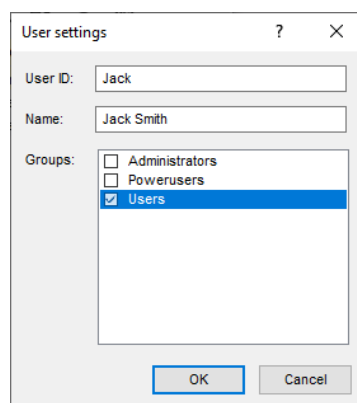 User settings ?
User ID: Jack
Name: Jack Smith
Groups: Administrators
Powerusers
Users
OK Cancel